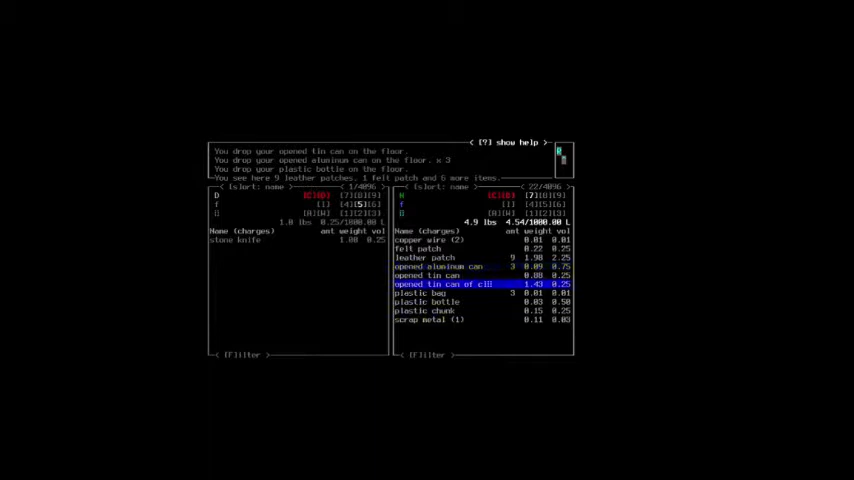 < [?] show help >
You drop your opened tin can on the floor.
You drop your opened aluminum can on the floor. x 3
You drop your plastic bottle on the floor.
You see here 9 leather patches, 1 felt patch and 6 more items.
< [s]ort: name > < 1/4096
< [s]ort: name > < 22/4096
D [C][D] [7][8][9]
[C][D] [7][8][9]
f [I] [4][5][6]
f [I] [4][5][6]
[A][W] [1][2][3]
[A][W] [1][2][3]
1.0 lbs 0.25/1000.00 L
4.9 lbs 4.54/1000.00 L
Name (charges) amt weight vol
stone knife 1.00 0.25
Name (charges) amt weight vol
copper wire (2) 0.01 0.01
felt patch 0.22 0.25
leather patch 9 1.98 2.25
opened aluminum can 3 0.09 0.75
opened tin can 0.88 0.25
opened tin can of c 1.43 0.25
plastic bag 3 0.01 0.01
plastic bottle 0.03 0.50
plastic chunk 0.15 0.25
scrap metal (1) 0.11 0.03
< [F]ilter >
< [F]ilter >